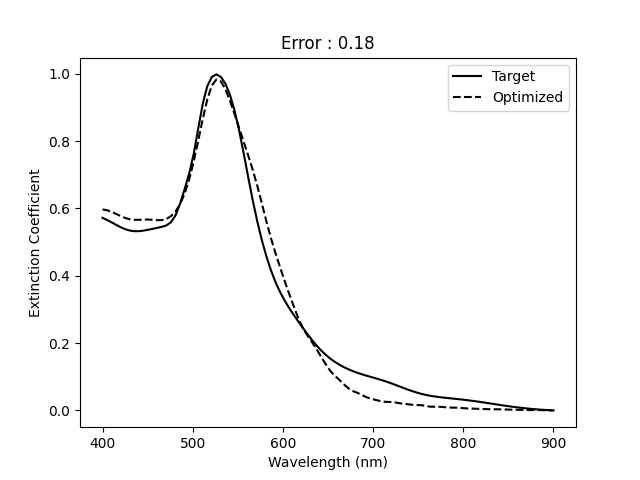 Error : 0.18
Target
Optimized
Extinction Coefficient
1.0
0.8
0.6
0.4
0.2
0.0
400 500 600 700 800 900
Wavelength (nm)